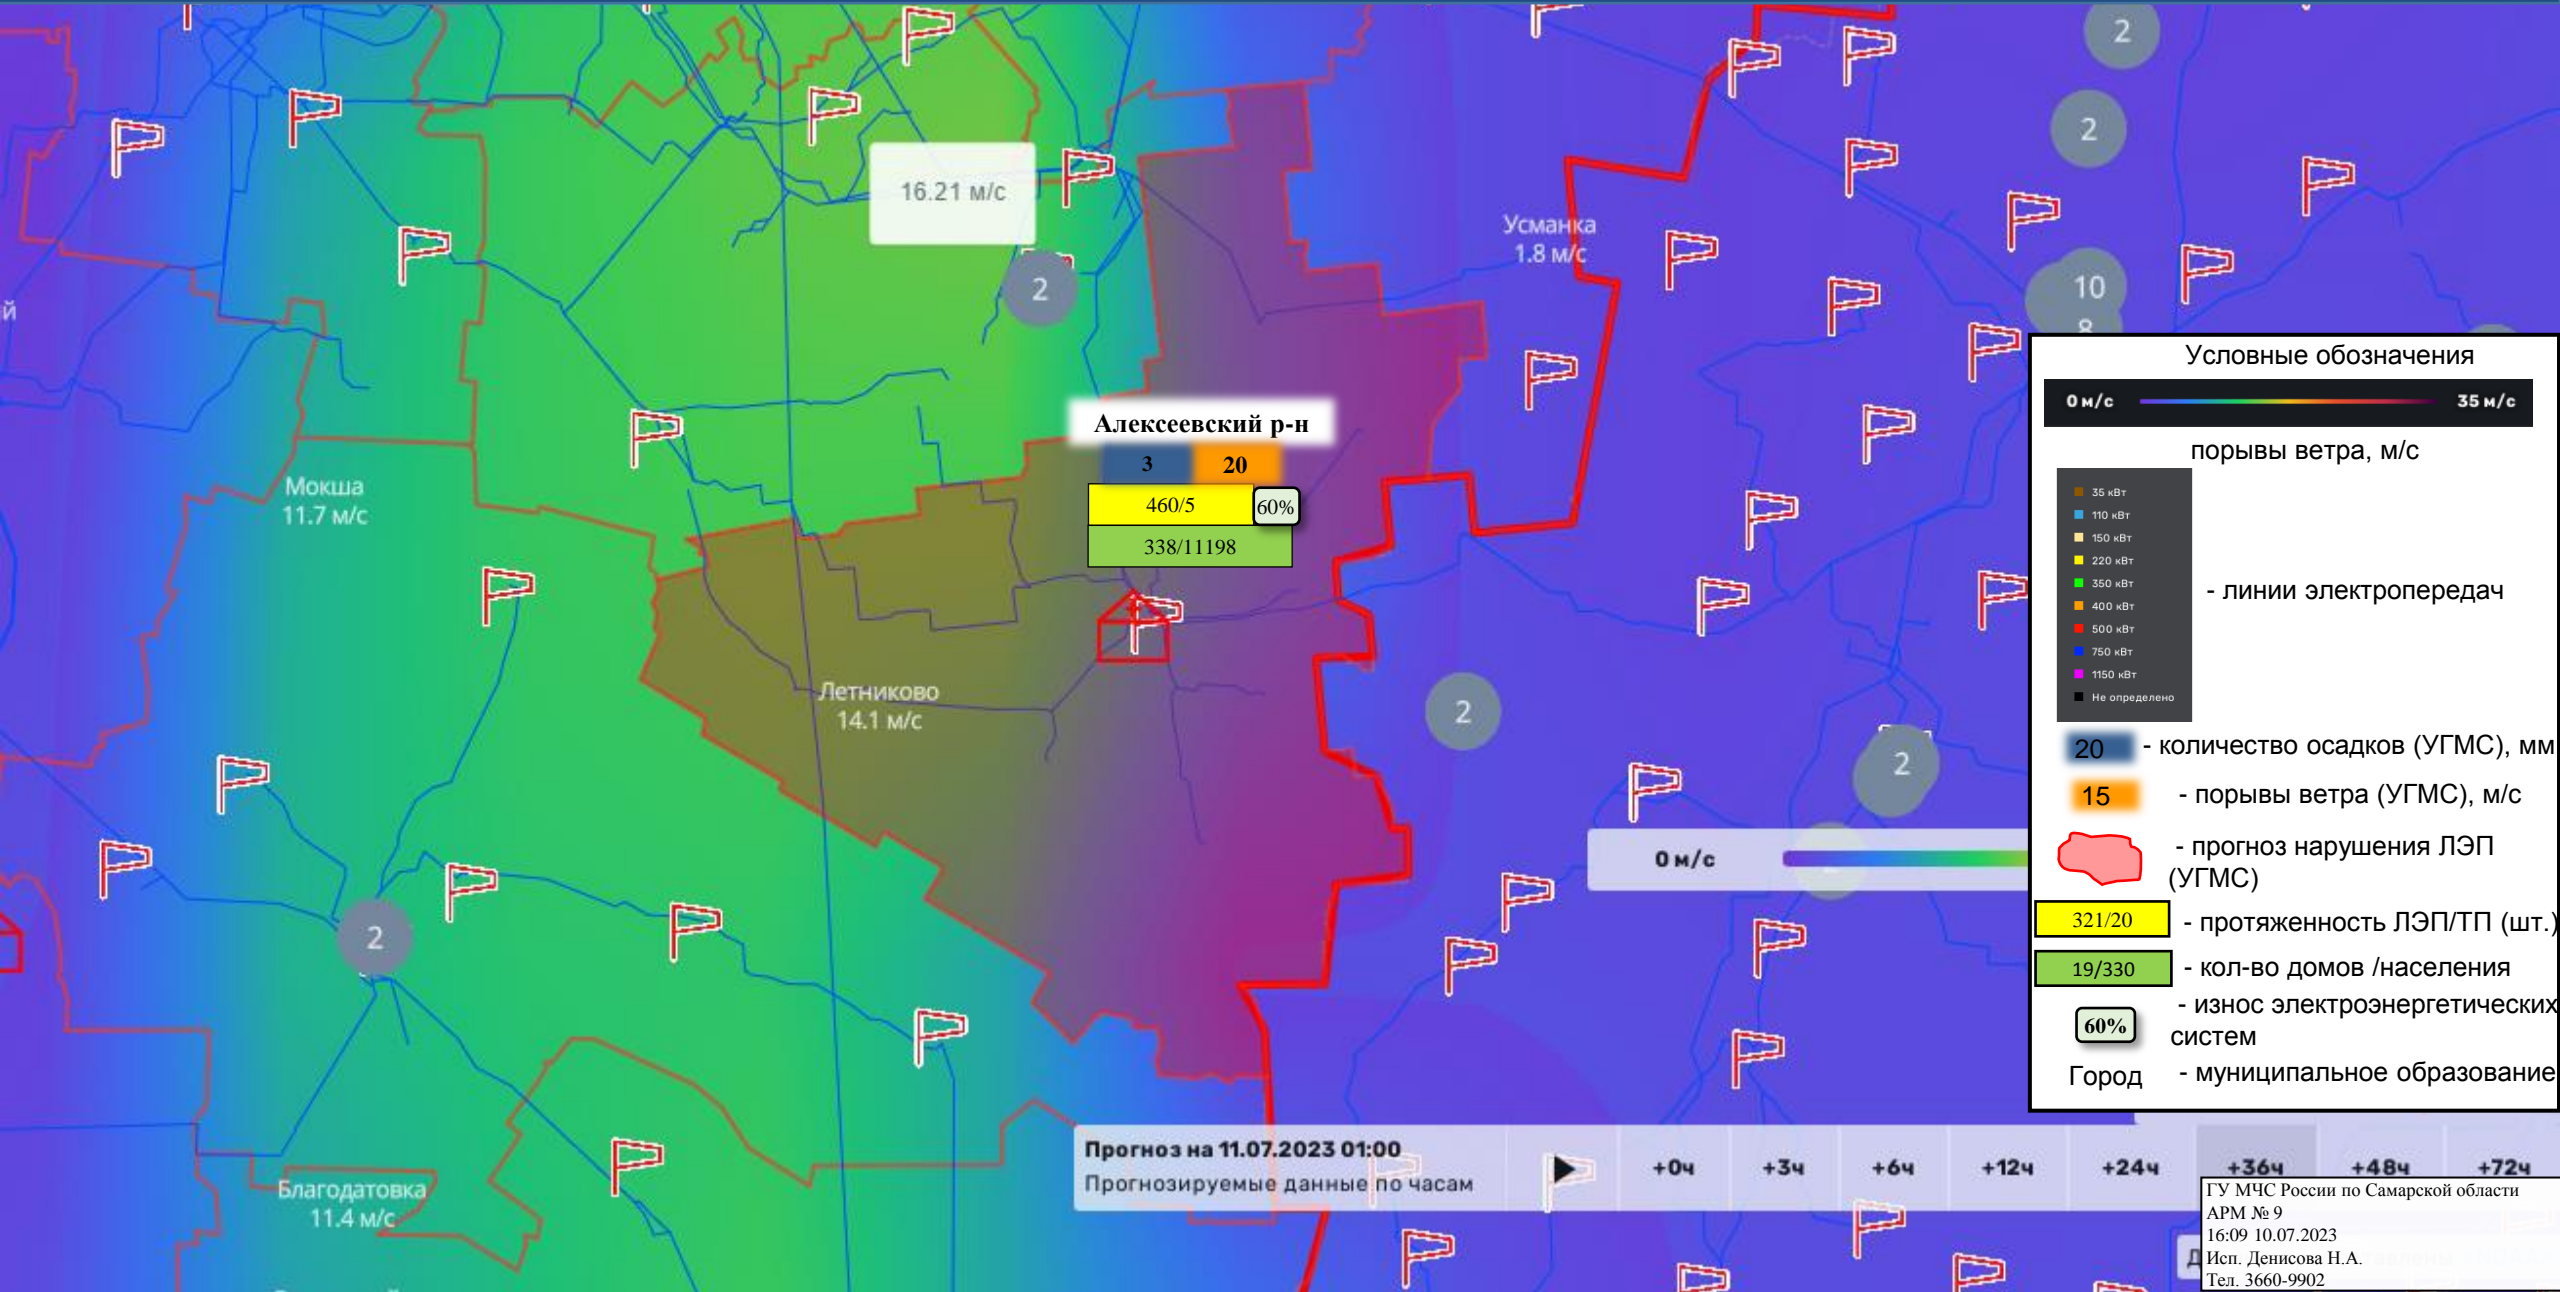 2
2
16.21 м/с
Усманка
1.8 м/с
2
10
8
й
Условные обозначения
0 м/с 35 м/с
порывы ветра, м/с
Алексеевский р-н
3 20
460/5 60%
338/11198
Мокша
11.7 м/с
35 кВт
110 кВт
150 кВт
220 кВт
350 кВт
400 кВт
500 кВт
750 кВт
1150 кВт
Не определено
- линии электропередач
Летниково
14.1 м/с
2
2
20 - количество осадков (УГМС), мм
15 - порывы ветра (УГМС), м/с
- прогноз нарушения ЛЭП
(УГМС)
0 м/с
321/20 - протяженность ЛЭП/ТП (шт.)
2
19/330 - кол-во домов /населения
60% - износ электроэнергетических
систем
Город - муниципальное образование
Прогноз на 11.07.2023 01:00
Прогнозируемые данные по часам
+0ч +3ч +6ч +12ч +24ч +36ч +48ч +72ч
Благодатовка
11.4 м/с
ГУ МЧС России по Самарской области
АРМ № 9
16:09 10.07.2023
Д
Исп. Денисова Н.А.
Тел. 3660-9902